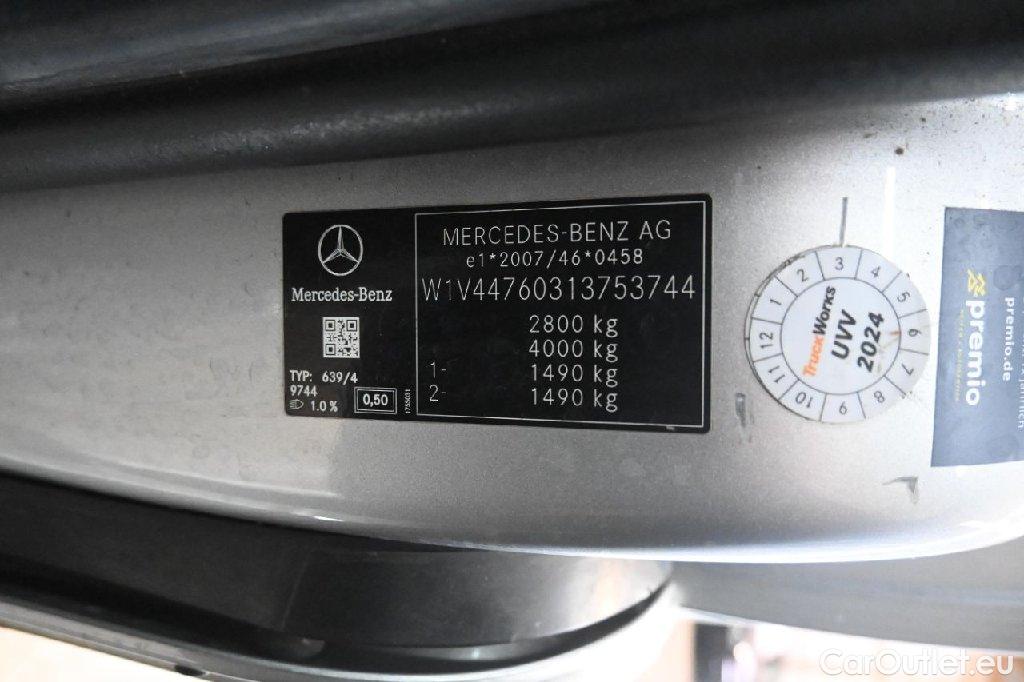 Mercedes-Benz
TYP: 639/4
9744
1.0 %
0,50
MERCEDES-BENZ AG
e1*2007/46*0458
W1V44760313753744
2800 kg
4000 kg
1- 1490 kg
2- 1490 kg
1 2 3 4 5 6 7 8 9 10 11 12
TruckWorks
UVV
2024
premio
premio.de
CarOutlet.eu